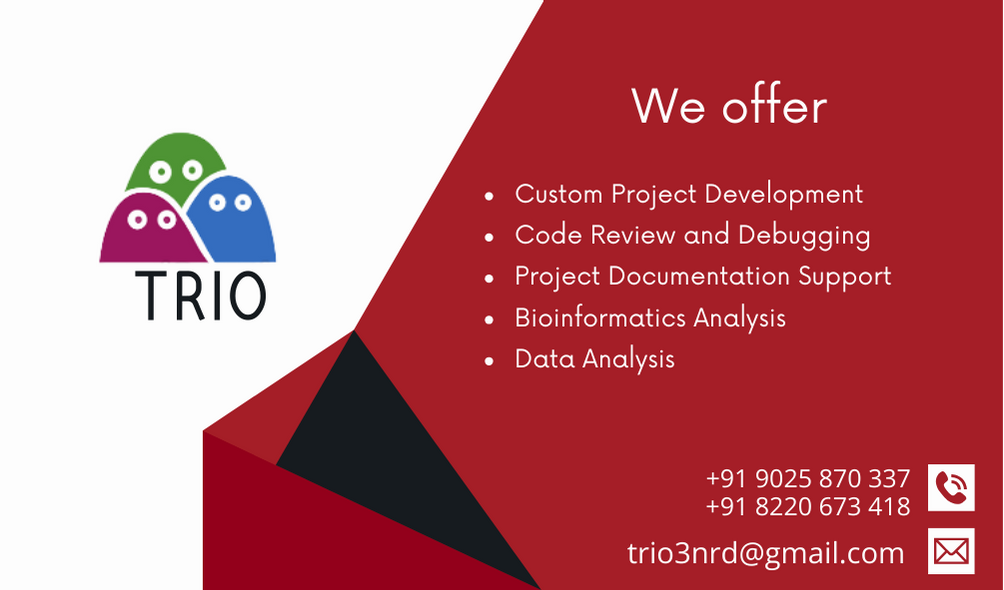 TRIO
We offer
• Custom Project Development
• Code Review and Debugging
• Project Documentation Support
• Bioinformatics Analysis
• Data Analysis
+91 9025 870 337
+91 8220 673 418
trio3nrd@gmail.com